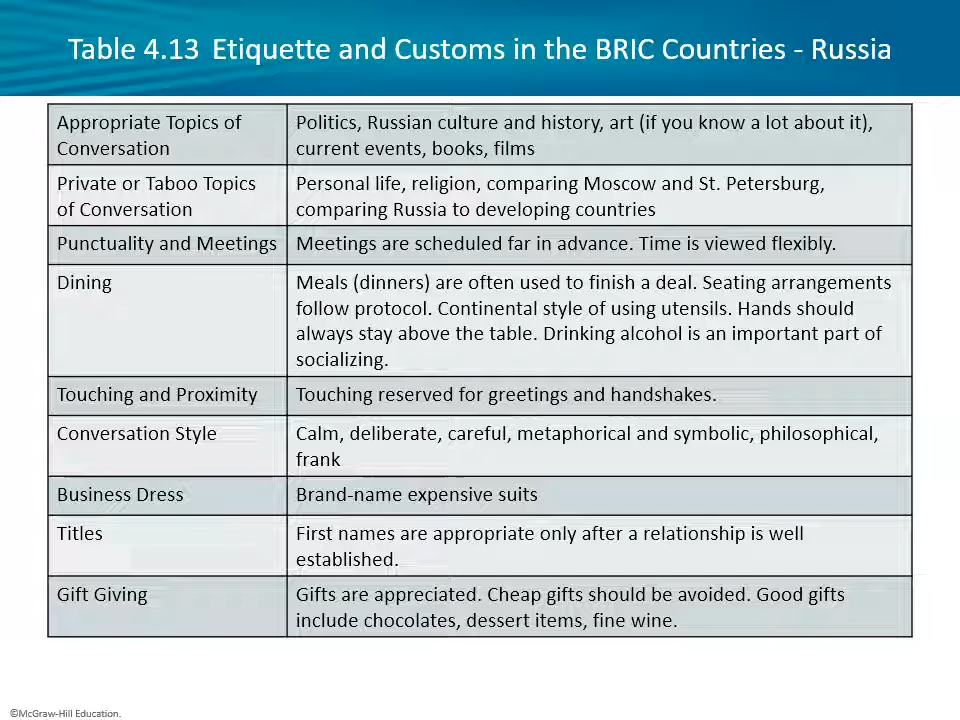 Table 4.13 Etiquette and Customs in the BRIC Countries - Russia
Appropriate Topics of
Conversation
Politics, Russian culture and history, art (if you know a lot about it),
current events, books, films
Private or Taboo Topics
of Conversation
Personal life, religion, comparing Moscow and St. Petersburg,
comparing Russia to developing countries
Punctuality and Meetings
Meetings are scheduled far in advance. Time is viewed flexibly.
Dining
Meals (dinners) are often used to finish a deal. Seating arrangements
follow protocol. Continental style of using utensils. Hands should
always stay above the table. Drinking alcohol is an important part of
socializing.
Touching and Proximity
Touching reserved for greetings and handshakes.
Conversation Style
Calm, deliberate, careful, metaphorical and symbolic, philosophical,
frank
Business Dress
Brand-name expensive suits
Titles
First names are appropriate only after a relationship is well
established.
Gift Giving
Gifts are appreciated. Cheap gifts should be avoided. Good gifts
include chocolates, dessert items, fine wine.
©McGraw-Hill Education.